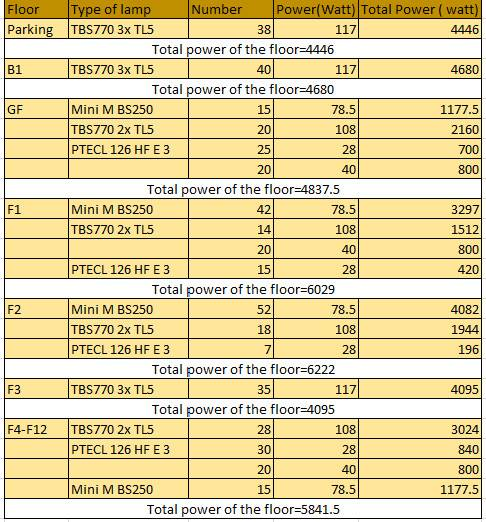 Floor Type of lamp Number Power(Watt) Total Power ( watt)
Parking TBS770 3x TL5 38 117 4446
Total power of the floor=4446
B1 TBS770 3x TL5 40 117 4680
Total power of the floor=4680
GF Mini M BS250 15 78.5 1177.5
TBS770 2x TL5 20 108 2160
PTECL 126 HF E 3 25 28 700
20 40 800
Total power of the floor=4837.5
F1 Mini M BS250 42 78.5 3297
TBS770 2x TL5 14 108 1512
20 40 800
PTECL 126 HF E 3 15 28 420
Total power of the floor=6029
F2 Mini M BS250 52 78.5 4082
TBS770 2x TL5 18 108 1944
PTECL 126 HF E 3 7 28 196
Total power of the floor=6222
F3 TBS770 3x TL5 35 117 4095
Total power of the floor=4095
F4-F12 TBS770 2x TL5 28 108 3024
PTECL 126 HF E 3 30 28 840
20 40 800
Mini M BS250 15 78.5 1177.5
Total power of the floor=5841.5